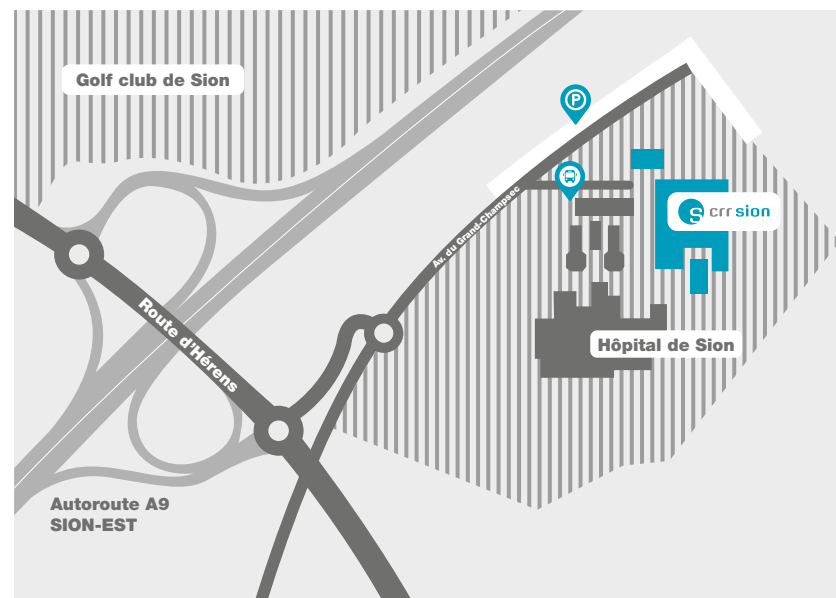 Golf club de Sion
P
Av. du Grand-Champsec
S crr sion
Route d'Hérens
Hôpital de Sion
Autoroute A9
SION-EST